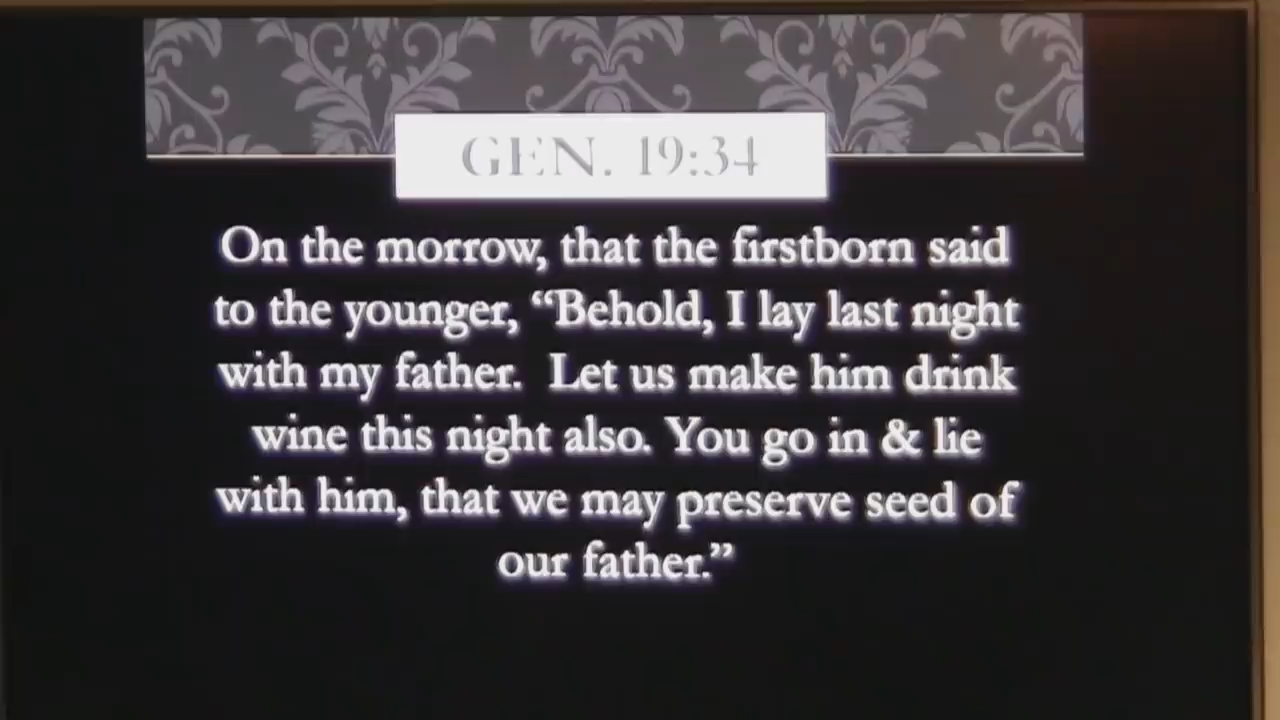 GEN. 19:34
On the morrow, that the firstborn said
to the younger, “Behold, I lay last night
with my father.  Let us make him drink
wine this night also. You go in & lie
with him, that we may preserve seed of
our father.”